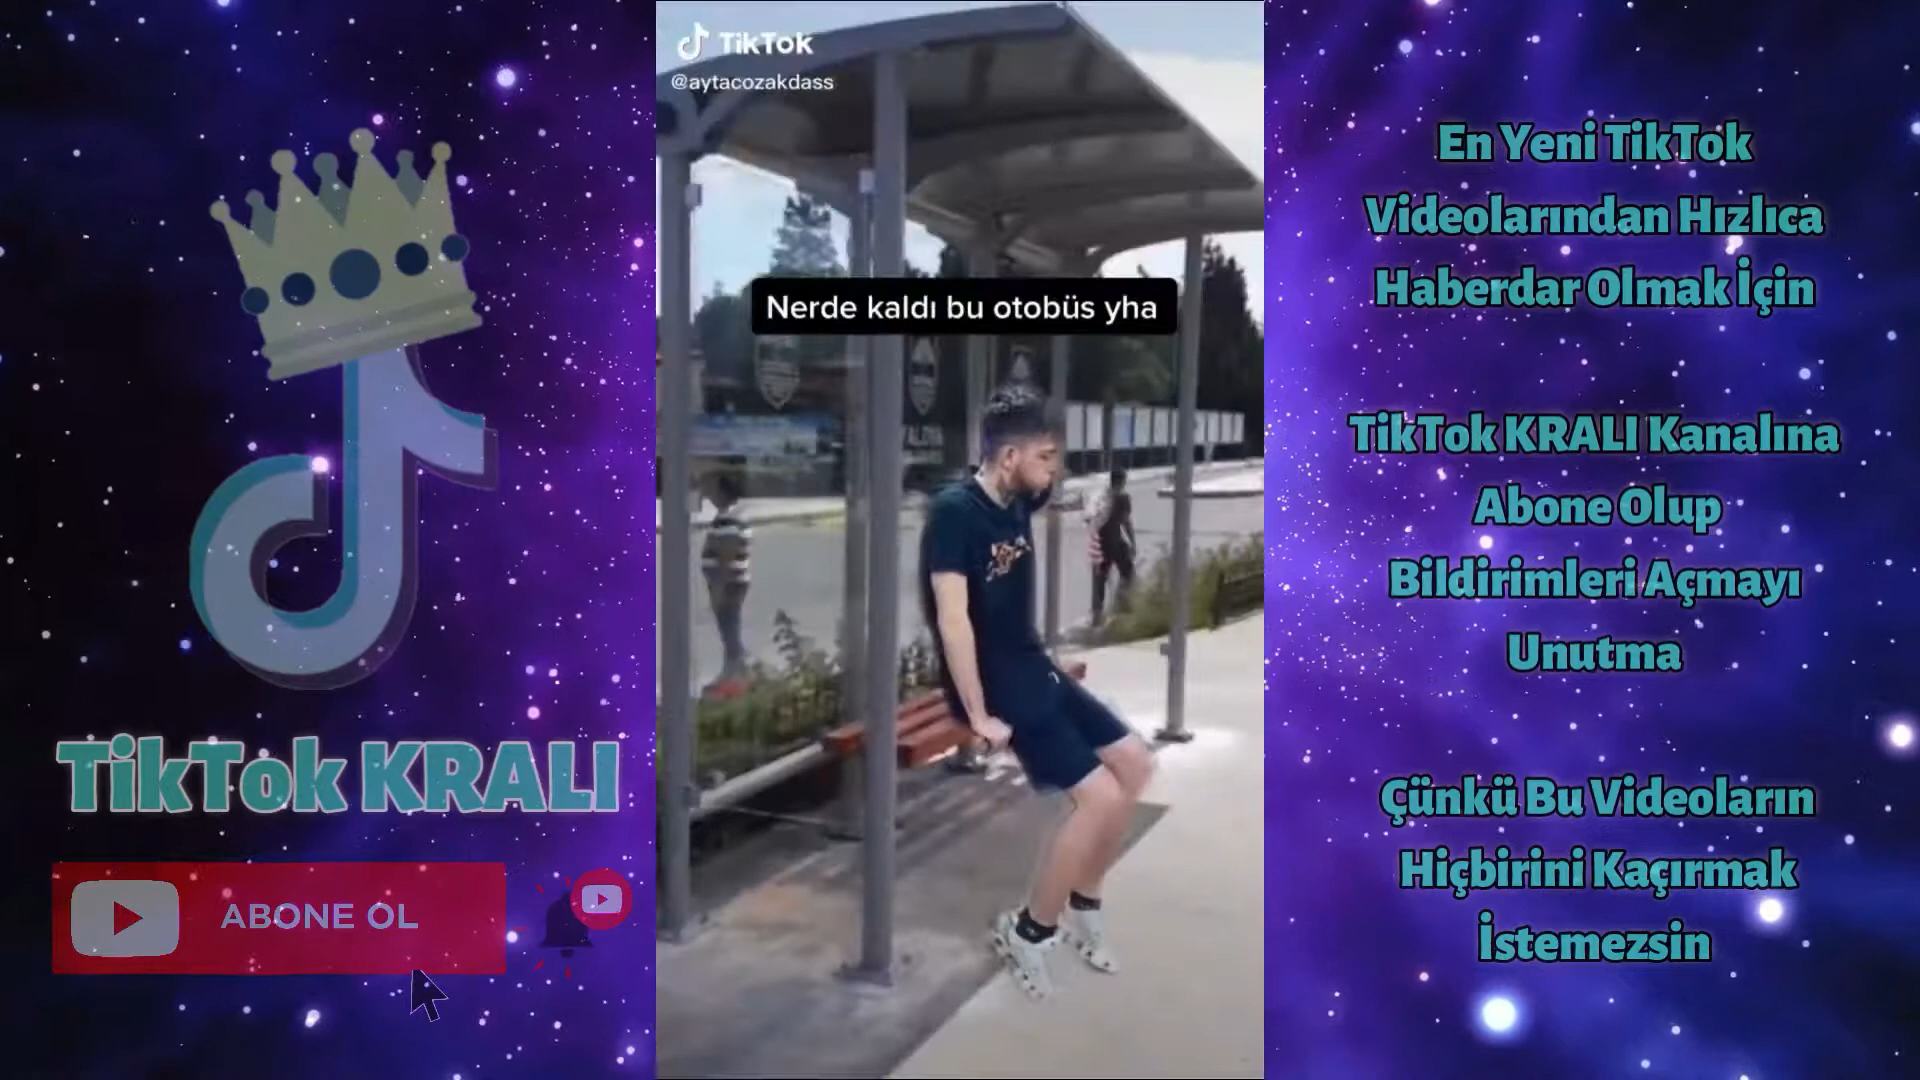 TikTok
@aytacozakdass
Nerde kaldı bu otobüs yha
TikTok KRALI
ABONE OL
En Yeni TikTok
Videolarından Hızlıca
Haberdar Olmak İçin
TikTok KRALI Kanalına
Abone Olup
Bildirimleri Açmayı
Unutma
Çünkü Bu Videoların
Hiçbirini Kaçırmak
İstemezsin